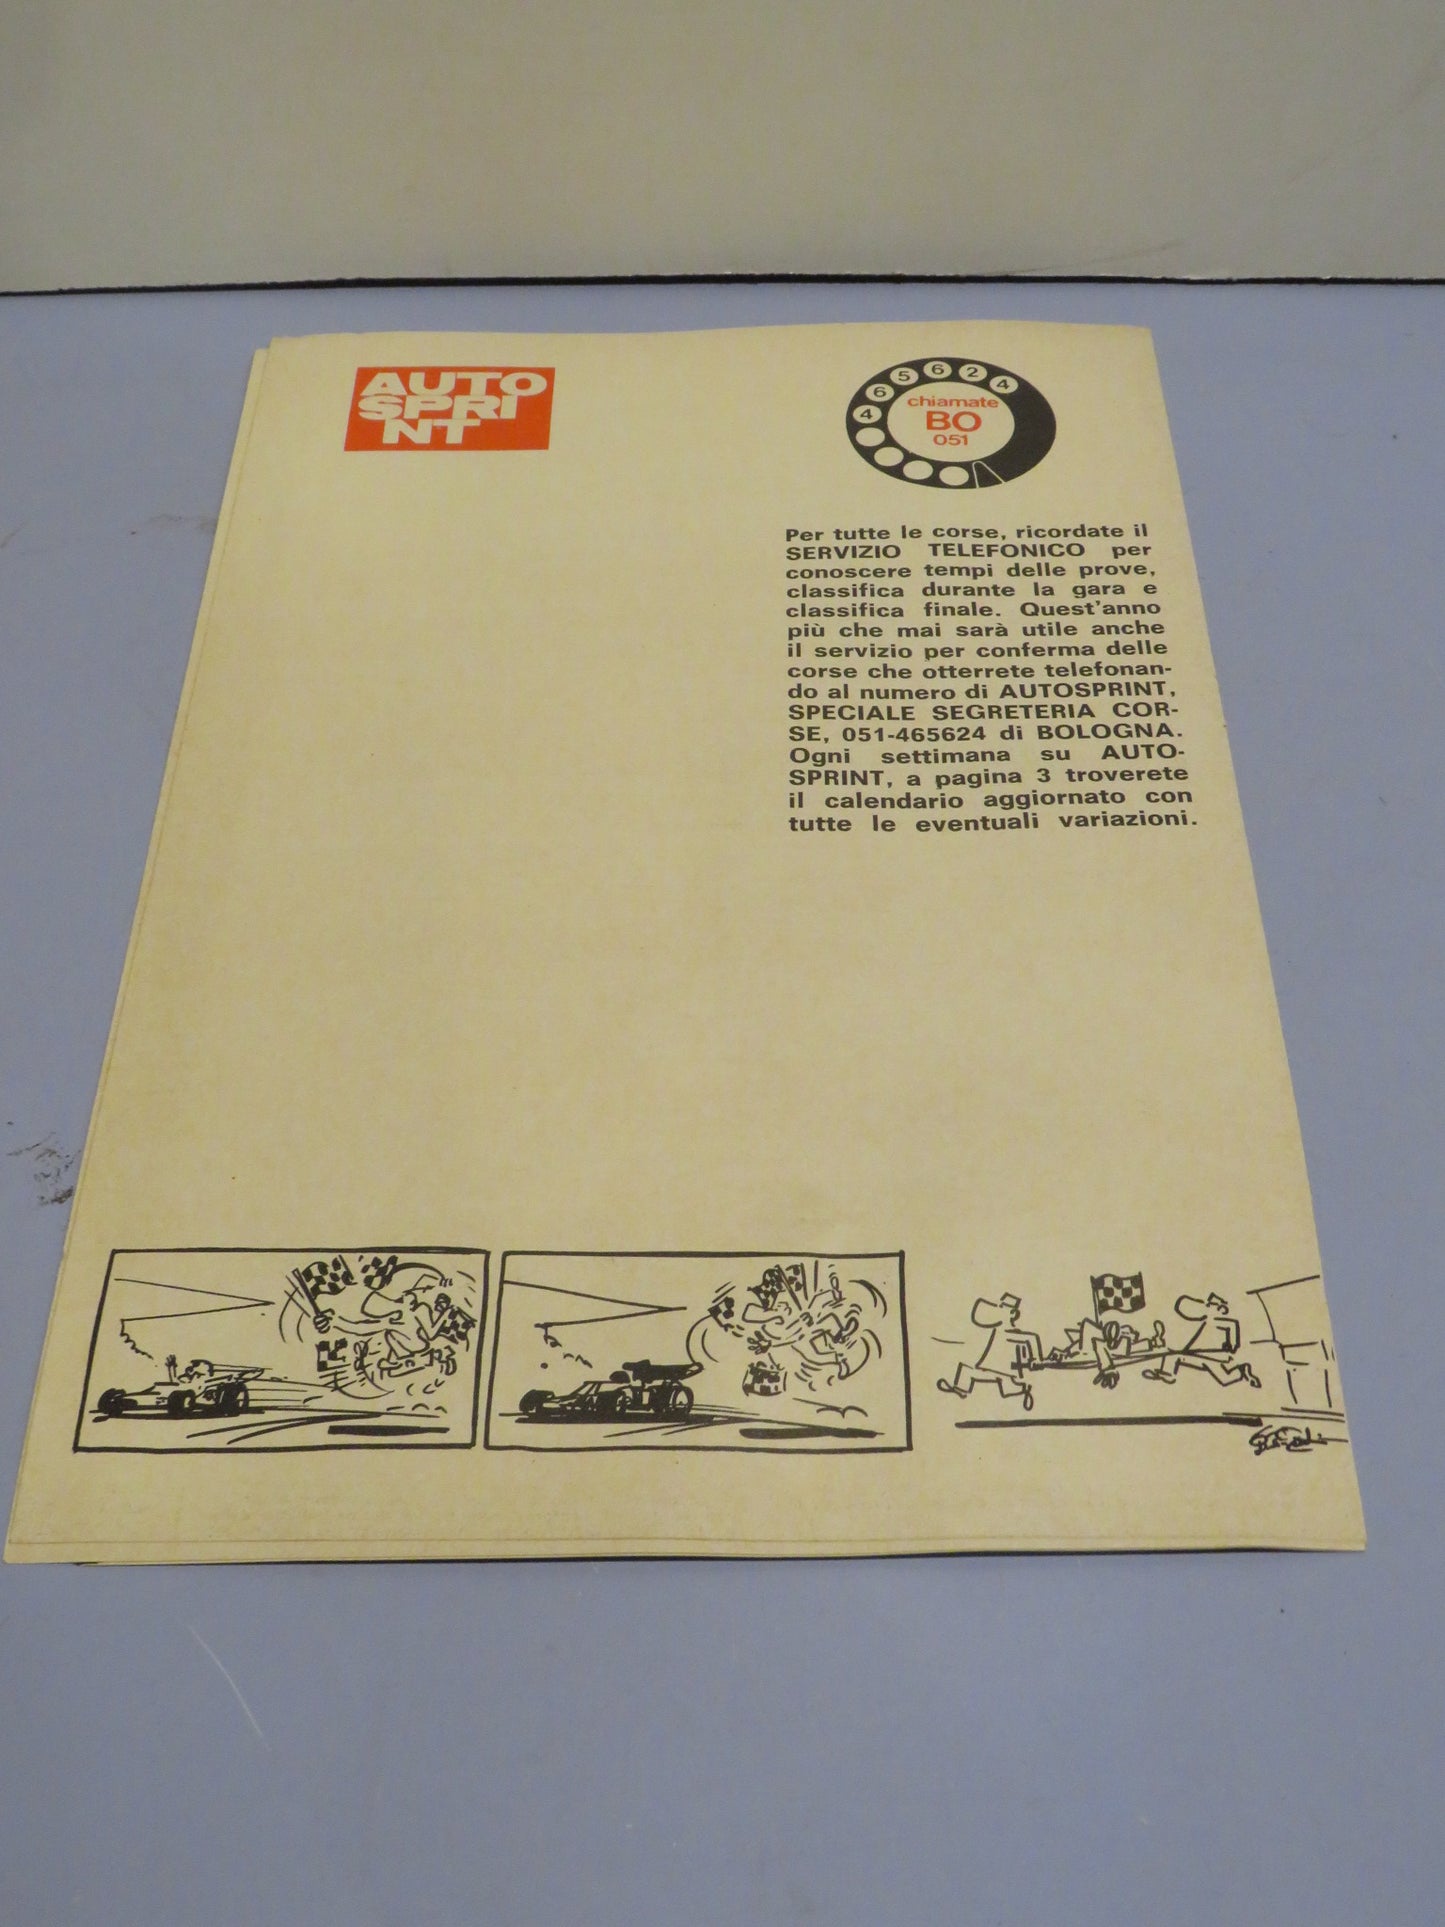 AUTO
SPRI
NT
4 6 5 6 2 4
chiamate
BO
051
Per tutte le corse, ricordate il
SERVIZIO TELEFONICO per
conoscere tempi delle prove,
classifica durante la gara e
classifica finale. Quest'anno
più che mai sarà utile anche
il servizio per conferma delle
corse che otterrete telefonan-
do al numero di AUTOSPRINT,
SPECIALE SEGRETERIA COR-
SE, 051-465624 di BOLOGNA.
Ogni settimana su AUTO-
SPRINT, a pagina 3 troverete
il calendario aggiornato con
tutte le eventuali variazioni.